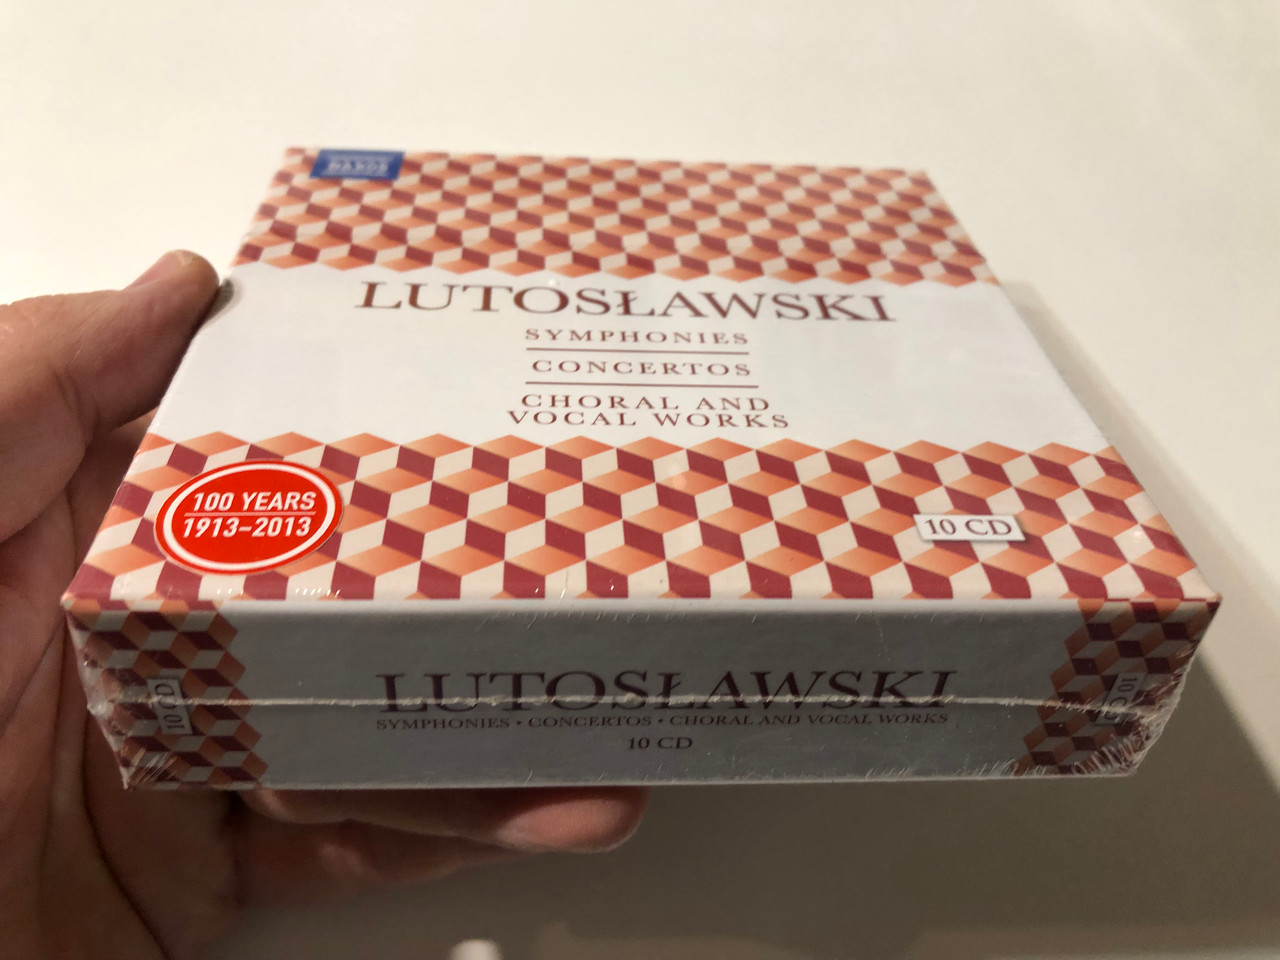 NAXOS
LUTOSŁAWSKI
SYMPHONIES
CONCERTOS
CHORAL AND
VOCAL WORKS
100 YEARS
1913–2013
10 CD
LUTOSŁAWSKI
SYMPHONIES • CONCERTOS • CHORAL AND VOCAL WORKS
10 CD
10 CD
10 CD